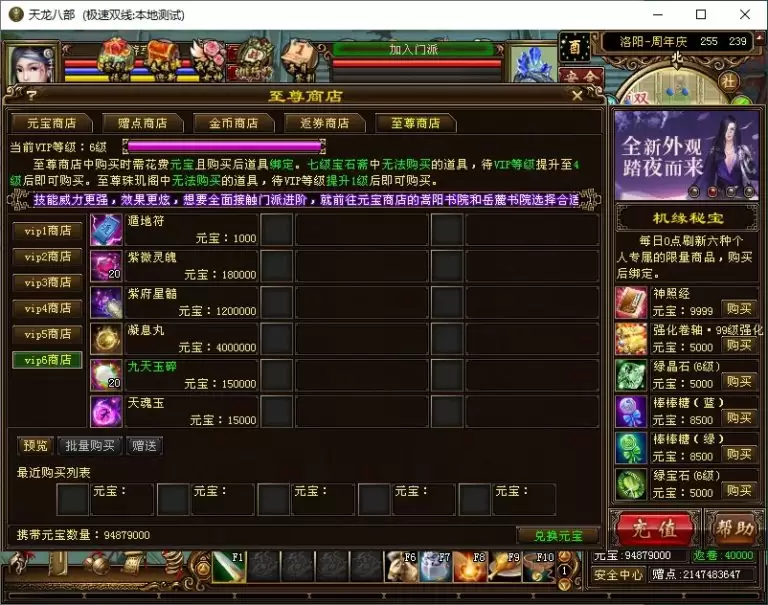 天龙八部 (极速双线:本地测试)
加入门派
洛阳-周年庆 255 239
北
安全
社
? 至尊商店
元宝商店 赠点商店 金币商店 返券商店 至尊商店
当前VIP等级：6级
至尊商店中购买时需花费元宝且购买后道具绑定。七级宝石斋中无法购买的道具，待VIP等级提升至4
级后即可购买。至尊珠玑阁中无法购买的道具，待VIP等级提升1级后即可购买。
技能威力更强，效果更炫，想要全面接触门派进阶，就前往元宝商店的嵩阳书院和岳麓书院选择合适
vip1商店
vip2商店
vip3商店
vip4商店
vip5商店
vip6商店
遁地符
元宝：1000
20
紫微灵魄
元宝：180000
紫府星髓
元宝：1200000
凝息丸
元宝：4000000
20
九天玉碎
元宝：150000
天魂玉
元宝：15000
预览 批量购买 赠送
最近购买列表
元宝： 元宝： 元宝： 元宝： 元宝：
携带元宝数量：94879000 兑换元宝
全新外观
踏夜而来
机缘秘宝
每日0点刷新六种个
人专属的限量商品，购买
后绑定。
神照经
元宝：9999 购买
强化卷轴·99级强化
元宝：5000 购买
绿晶石(6级)
元宝：5000 购买
棒棒糖(蓝)
元宝：8500 购买
棒棒糖(绿)
元宝：8500 购买
绿宝石(6级)
元宝：5000 购买
充值 帮助
F1 F6 F7 F8 F9 F10 1
元宝:94879000 返卷:40000
安全中心 赠点:2147483647